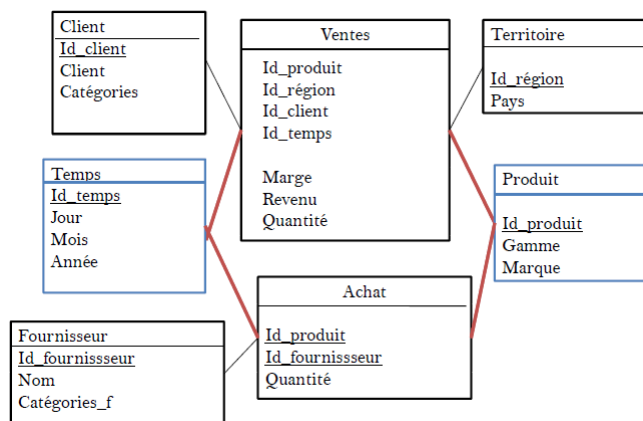 Client
Id_client
Client
Catégories
Ventes
Id_produit
Id_région
Id_client
Id_temps
Marge
Revenu
Quantité
Territoire
Id_région
Pays
Temps
Id_temps
Jour
Mois
Année
Produit
Id_produit
Gamme
Marque
Achat
Id_produit
Id_fournissseur
Quantité
Fournisseur
Id_fournissseur
Nom
Catégories_f